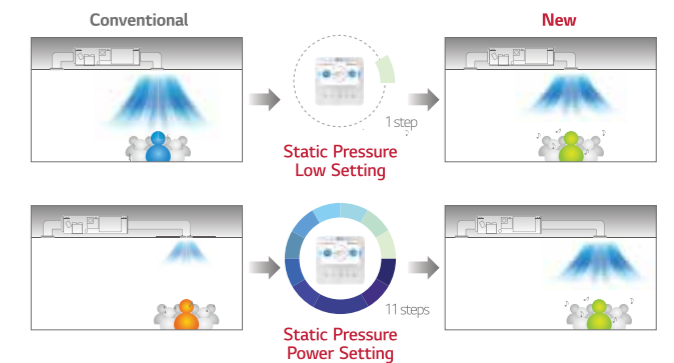 Conventional
New
1 step
Static Pressure
Low Setting
11 steps
Static Pressure
Power Setting